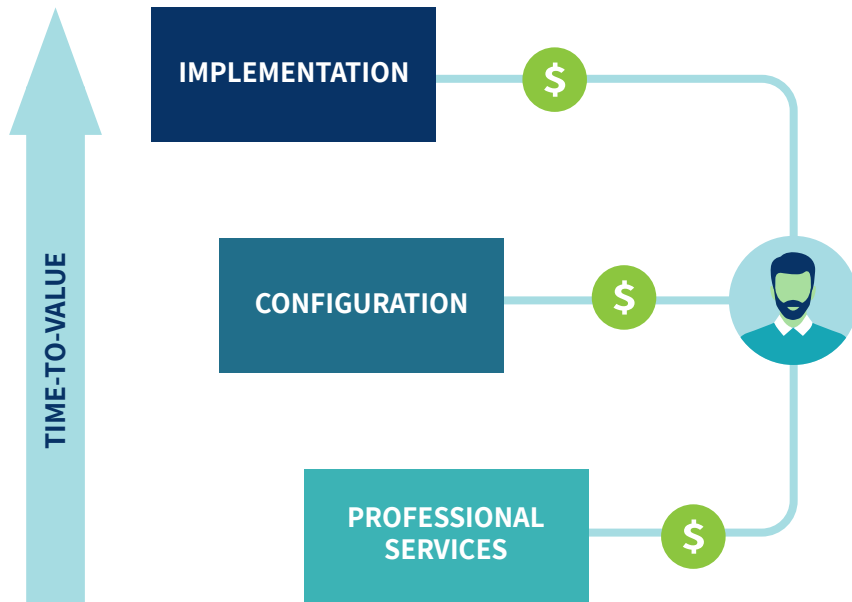 IMPLEMENTATION
$
TIME-TO-VALUE
CONFIGURATION
$
PROFESSIONAL
SERVICES
$